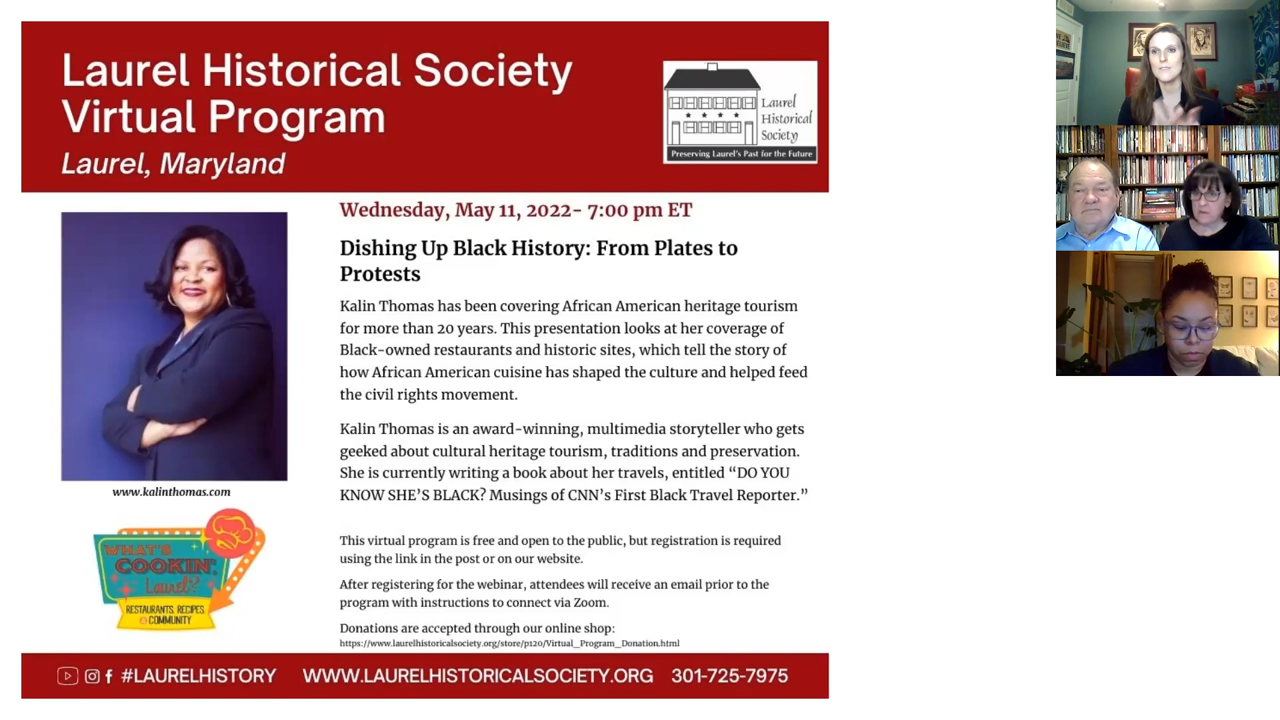 Laurel Historical Society
Virtual Program
Laurel, Maryland
Laurel
Historical
Society
Preserving Laurel's Past for the Future
Wednesday, May 11, 2022- 7:00 pm ET
Dishing Up Black History: From Plates to
Protests
Kalin Thomas has been covering African American heritage tourism
for more than 20 years. This presentation looks at her coverage of
Black-owned restaurants and historic sites, which tell the story of
how African American cuisine has shaped the culture and helped feed
the civil rights movement.
Kalin Thomas is an award-winning, multimedia storyteller who gets
geeked about cultural heritage tourism, traditions and preservation.
She is currently writing a book about her travels, entitled “DO YOU
KNOW SHE’S BLACK? Musings of CNN’s First Black Travel Reporter.”
www.kalinthomas.com
WHAT'S
COOKIN',
Laurel?
RESTAURANTS, RECIPES,
& COMMUNITY
This virtual program is free and open to the public, but registration is required
using the link in the post or on our website.
After registering for the webinar, attendees will receive an email prior to the
program with instructions to connect via Zoom.
Donations are accepted through our online shop:
https://www.laurelhistoricalsociety.org/store/p120/Virtual_Program_Donation.html
#LAURELHISTORY WWW.LAURELHISTORICALSOCIETY.ORG 301-725-7975